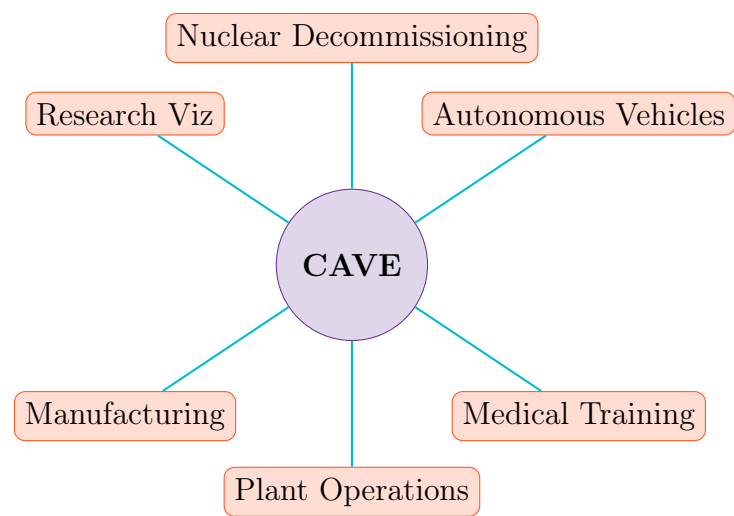 Nuclear Decommissioning
Research Viz
Autonomous Vehicles
CAVE
Manufacturing
Medical Training
Plant Operations